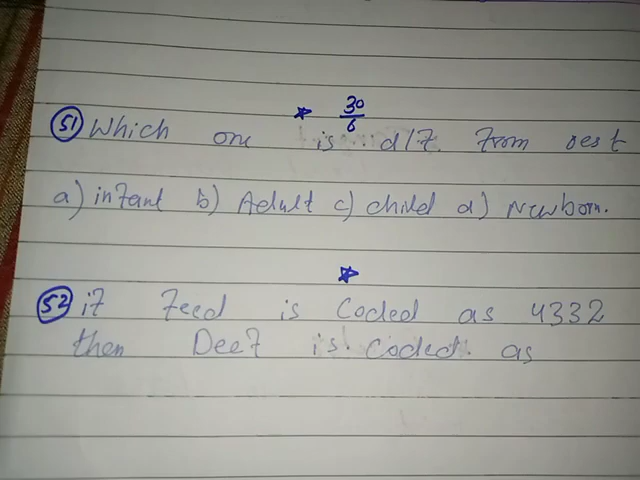 30
6
51 Which one is d/f from rest
a) infant b) Adult c) child d) Newborn.
52 if feed is Coded as 4332
then Deef is coded as